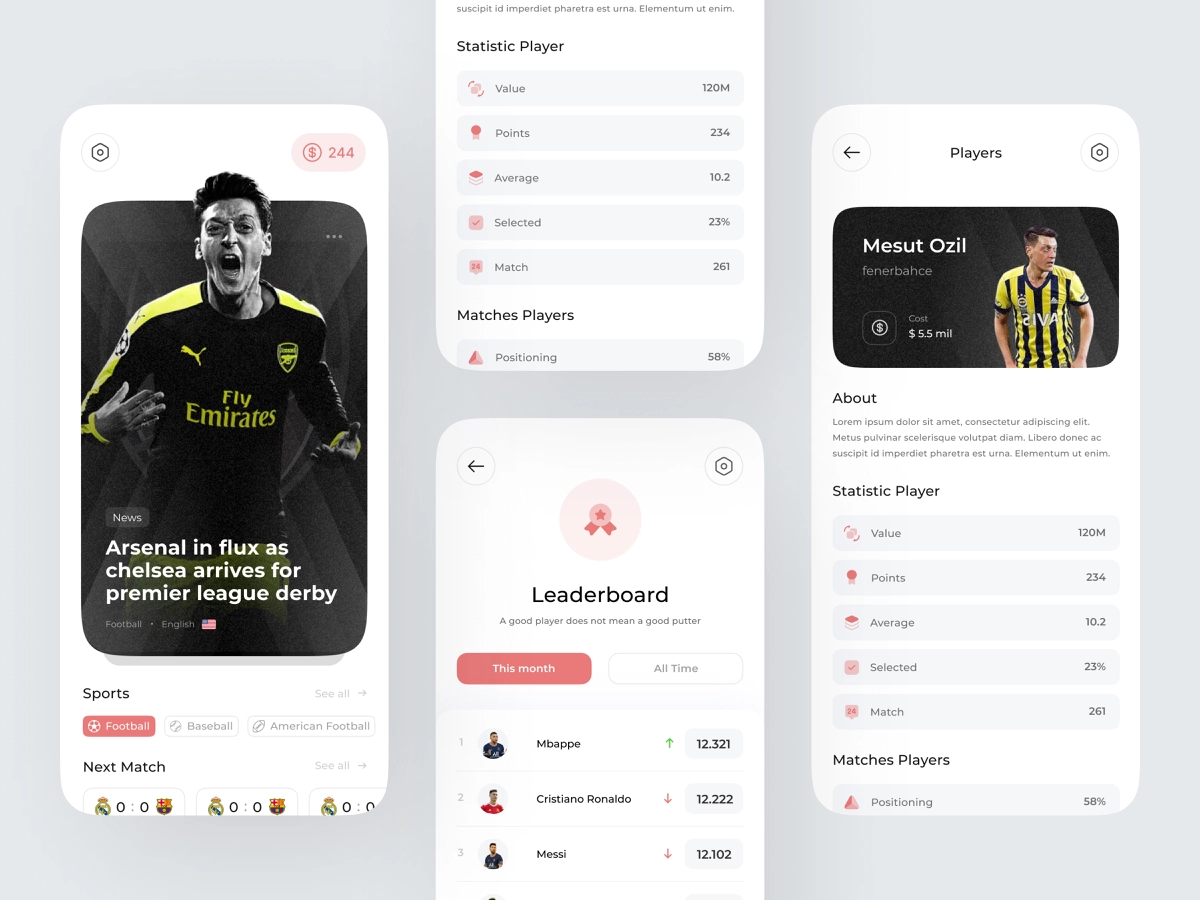 244
Fly
Emirates
News
Arsenal in flux as
chelsea arrives for
premier league derby
Football • English
Sports
See all →
Football
Baseball
American Football
Next Match
See all →
0 : 0
0 : 0
0 : 0
suscipit id imperdiet pharetra est urna. Elementum ut enim.
Statistic Player
Value 120M
Points 234
Average 10.2
Selected 23%
24 Match 261
Matches Players
Positioning 58%
Leaderboard
A good player does not mean a good putter
This month
All Time
1 Mbappe ↑ 12.321
2 Cristiano Ronaldo ↓ 12.222
3 Messi ↓ 12.102
Players
Mesut Ozil
fenerbahce
Cost
$ 5.5 mil
About
Lorem ipsum dolor sit amet, consectetur adipiscing elit.
Metus pulvinar scelerisque volutpat diam. Libero donec ac
suscipit id imperdiet pharetra est urna. Elementum ut enim.
Statistic Player
Value 120M
Points 234
Average 10.2
Selected 23%
24 Match 261
Matches Players
Positioning 58%